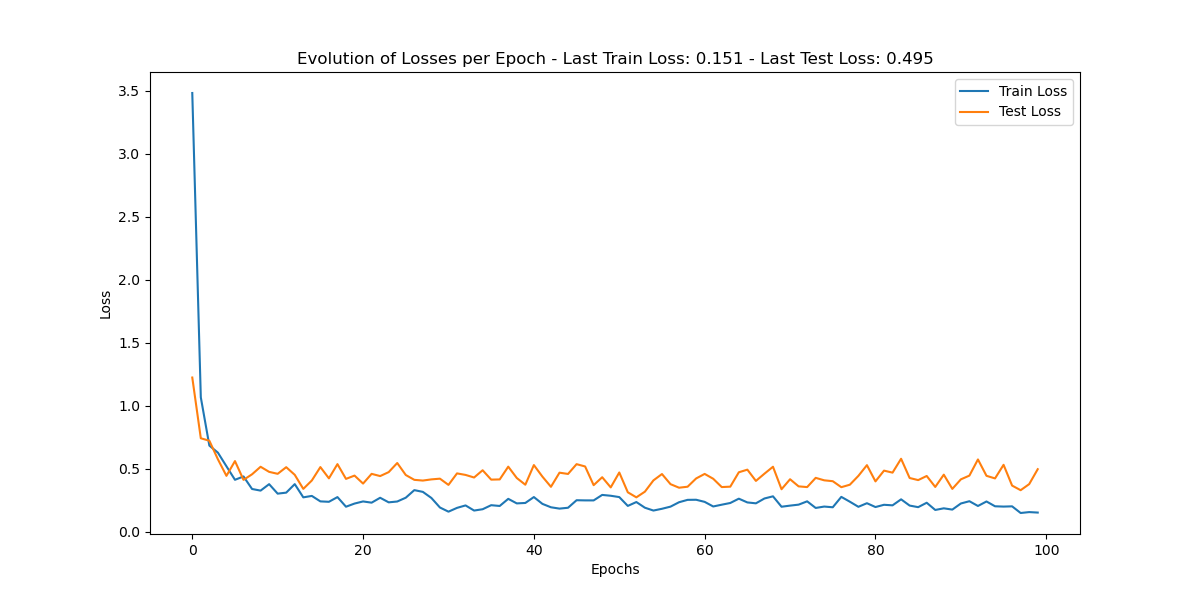 Evolution of Losses per Epoch - Last Train Loss: 0.151 - Last Test Loss: 0.495
Train Loss
Test Loss
3.5
3.0
2.5
2.0
1.5
1.0
0.5
0.0
Loss
0 20 40 60 80 100
Epochs